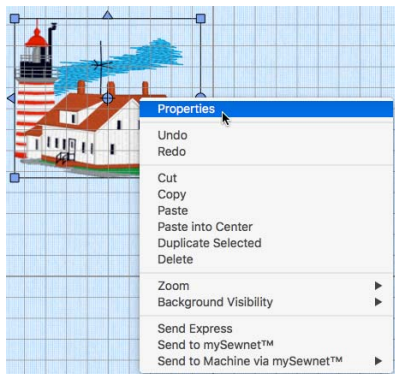 Properties
Undo
Redo
Cut
Copy
Paste
Paste into Center
Duplicate Selected
Delete
Zoom
Background Visibility
Send Express
Send to mySewnet™
Send to Machine via mySewnet™